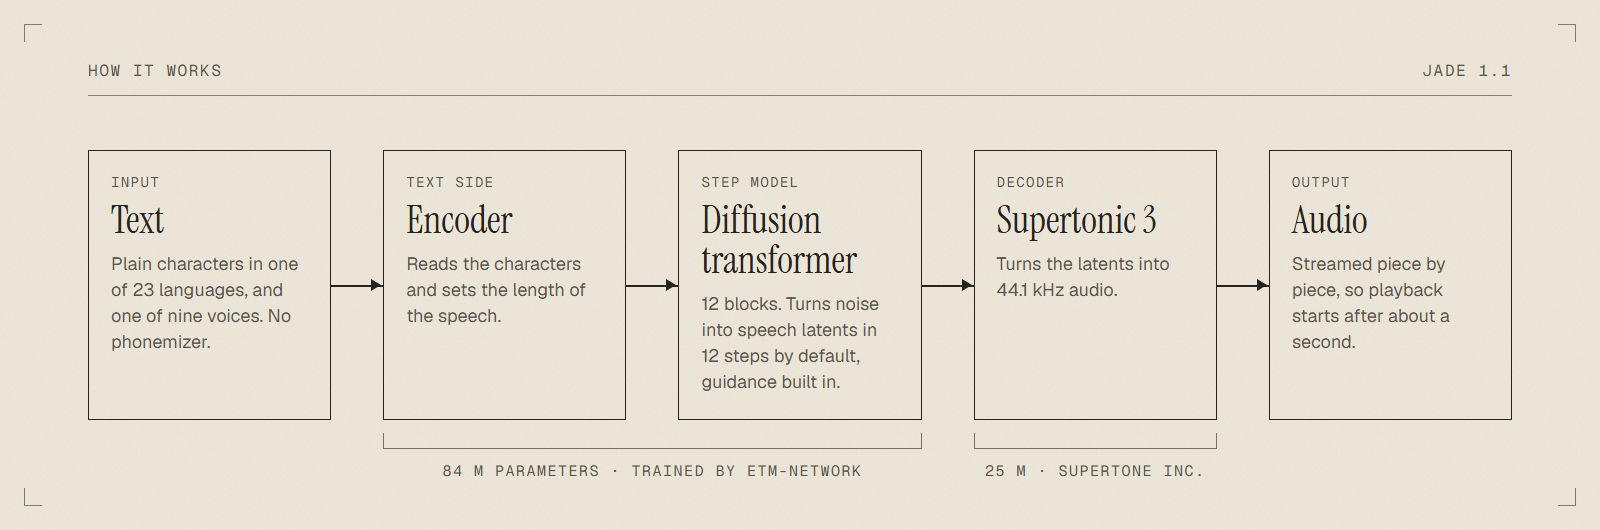 HOW IT WORKS
JADE 1.1
INPUT
Text
Plain characters in one
of 23 languages, and
one of nine voices. No
phonemizer.
TEXT SIDE
Encoder
Reads the characters
and sets the length of
the speech.
STEP MODEL
Diffusion
transformer
12 blocks. Turns noise
into speech latents in
12 steps by default,
guidance built in.
DECODER
Supertonic 3
Turns the latents into
44.1 kHz audio.
OUTPUT
Audio
Streamed piece by
piece, so playback
starts after about a
second.
84 M PARAMETERS · TRAINED BY ETM-NETWORK
25 M · SUPERTONE INC.